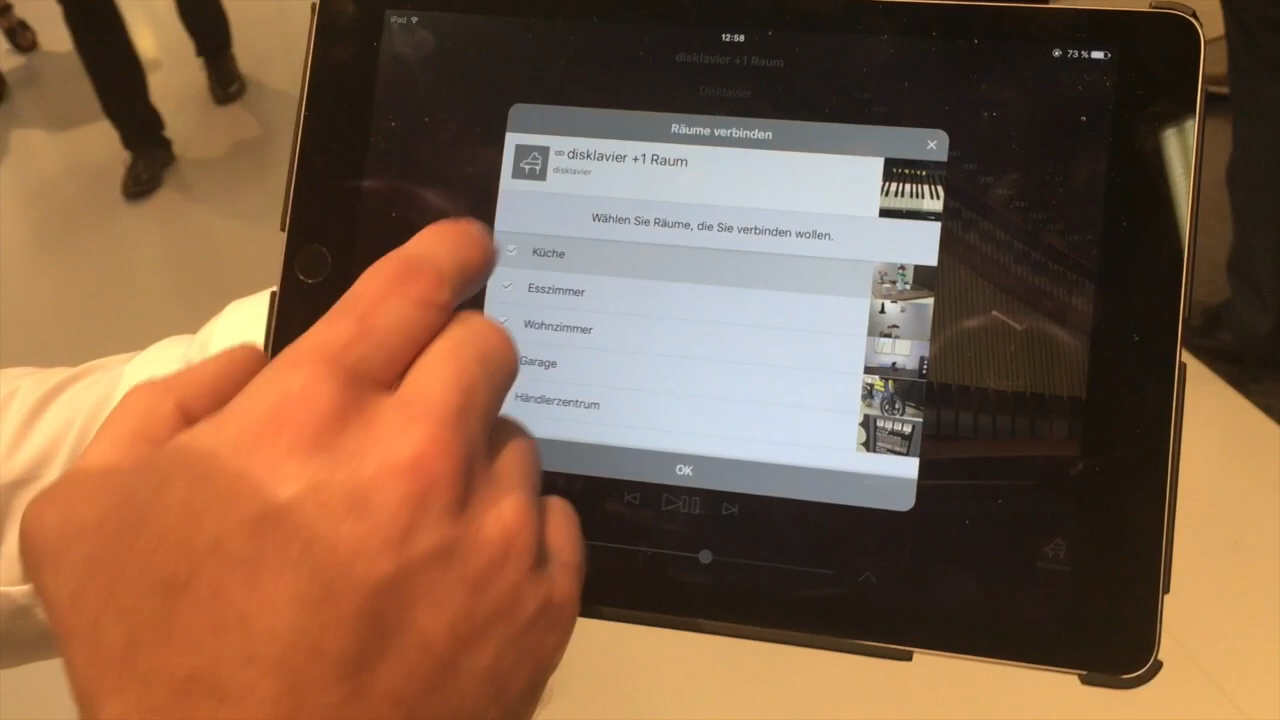 iPad
12:58
73 %
disklavier +1 Raum
Disklavier
Räume verbinden
disklavier +1 Raum
disklavier
Wählen Sie Räume, die Sie verbinden wollen.
Küche
Esszimmer
Wohnzimmer
Garage
Händlerzentrum
OK